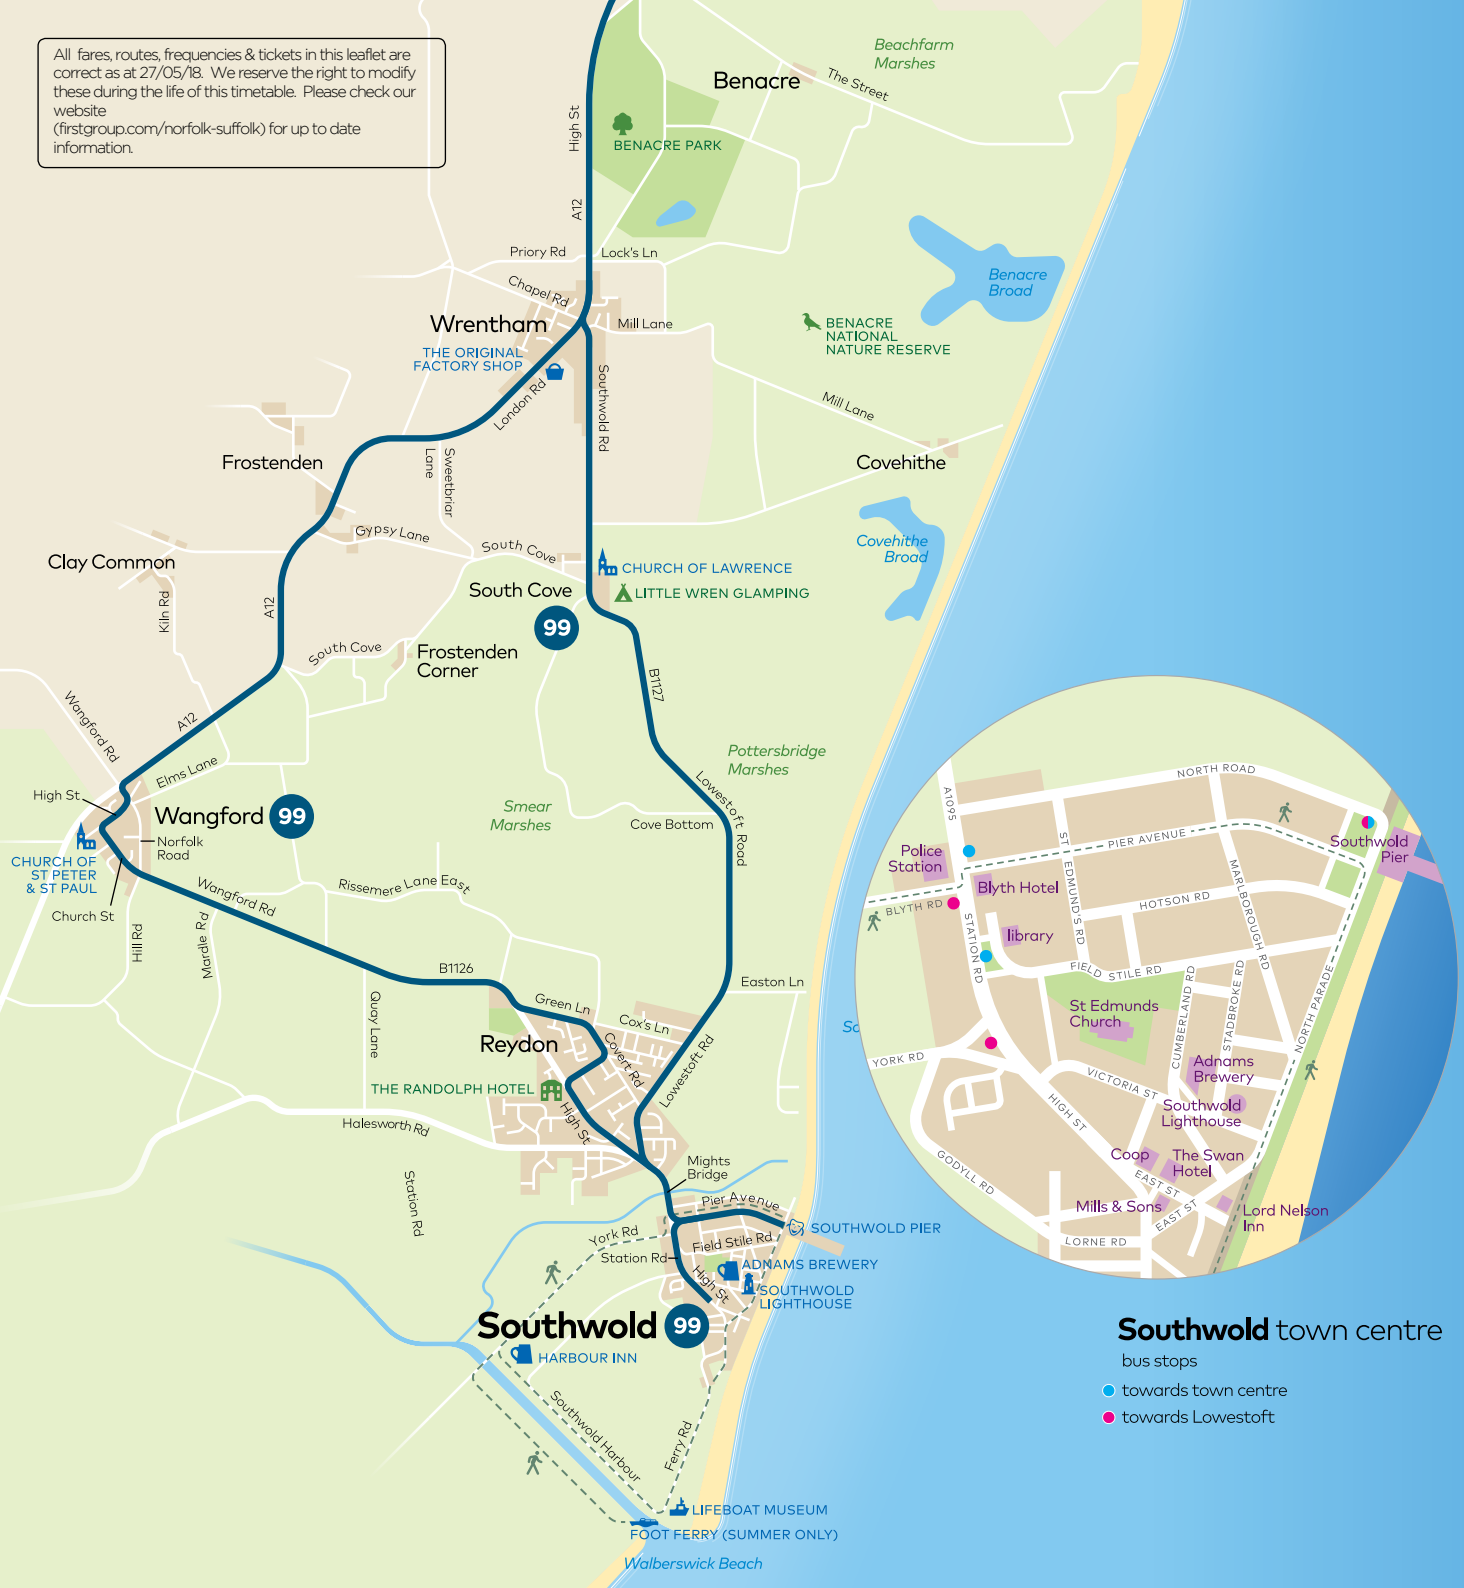 All fares, routes, frequencies & tickets in this leaflet are
correct as at 27/05/18. We reserve the right to modify
these during the life of this timetable. Please check our
website
(firstgroup.com/norfolk-suffolk) for up to date
information.
Beachfarm
Marshes
Benacre
The Street
High St
BENACRE PARK
A12
Priory Rd
Lock's Ln
Chapel Rd
Benacre
Broad
Wrentham
Mill Lane
BENACRE
NATIONAL
NATURE RESERVE
THE ORIGINAL
FACTORY SHOP
London Rd
Southwold Rd
Mill Lane
Frostenden
Sweetbriar
Lane
Covehithe
Gypsy Lane
South Cove
Covehithe
Broad
Clay Common
CHURCH OF LAWRENCE
South Cove
LITTLE WREN GLAMPING
Kiln Rd
A12
99
South Cove
Frostenden
Corner
B1127
Wangford Rd
A12
Pottersbridge
Marshes
Elms Lane
Lowestoft Road
High St
Wangford
99
Smear
Marshes
Cove Bottom
Norfolk
Road
CHURCH OF
ST PETER
& ST PAUL
Church St
Wangford Rd
Rissemere Lane East
Hill Rd
Mardle Rd
B1126
Easton Ln
Quay Lane
Green Ln
Cox's Ln
Reydon
Covert Rd
Lowestoft Rd
THE RANDOLPH HOTEL
High St
Halesworth Rd
Mights
Bridge
Station Rd
Pier Avenue
York Rd
SOUTHWOLD PIER
Station Rd
Field Stile Rd
ADNAMS BREWERY
High St
SOUTHWOLD
LIGHTHOUSE
Southwold
99
HARBOUR INN
Southwold Harbour
Ferry Rd
LIFEBOAT MUSEUM
FOOT FERRY (SUMMER ONLY)
Walberswick Beach
So
A1095
NORTH ROAD
Police
Station
PIER AVENUE
Southwold
Pier
Blyth Hotel
BLYTH RD
ST EDMUND'S RD
MARLBOROUGH RD
HOTSON RD
library
STATION RD
FIELD STILE RD
St Edmunds
Church
CUMBERLAND RD
STADBROKE RD
NORTH PARADE
YORK RD
Adnams
Brewery
VICTORIA ST
HIGH ST
Southwold
Lighthouse
Coop
The Swan
Hotel
GODYLL RD
EAST ST
Mills & Sons
EAST ST
Lord Nelson
Inn
LORNE RD
Southwold town centre
bus stops
towards town centre
towards Lowestoft